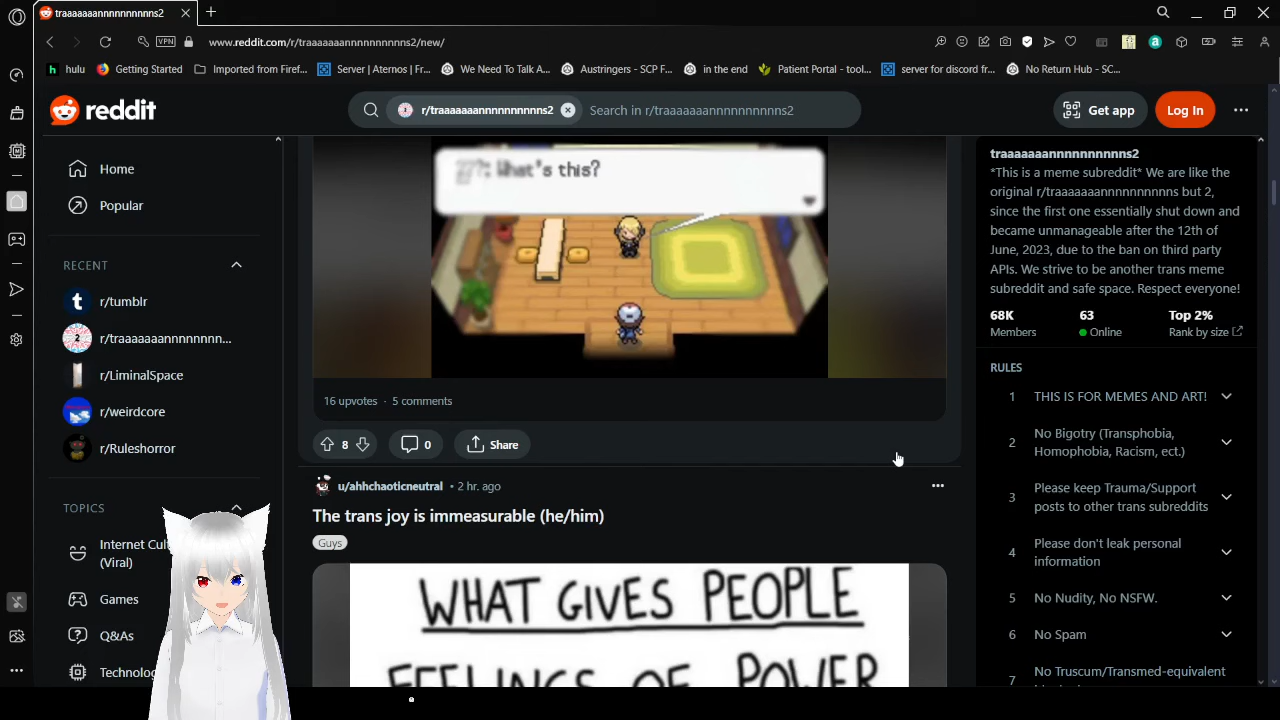 traaaaaaannnnnnnnnns2
VPN
www.reddit.com/r/traaaaaaannnnnnnnnns2/new/
hulu
Getting Started
Imported from Firef...
Server | Aternos | Fr...
We Need To Talk A...
Austringers - SCP F...
in the end
Patient Portal - tool...
server for discord fr...
No Return Hub - SC...
reddit
r/traaaaaaannnnnnnnnns2
Search in r/traaaaaaannnnnnnnnns2
Get app
Log In
Home
Popular
RECENT
r/tumblr
r/traaaaaaannnnnnn...
r/LiminalSpace
r/weirdcore
r/Ruleshorror
TOPICS
Internet Cul
(Viral)
Games
Q&As
Technolo
???: What's this?
16 upvotes · 5 comments
8
0
Share
u/ahhchaoticneutral • 2 hr. ago
The trans joy is immeasurable (he/him)
Guys
WHAT GIVES PEOPLE
FEELINGS OF POWER
traaaaaaannnnnnnnnns2
*This is a meme subreddit* We are like the
original r/traaaaaaannnnnnnnnns but 2,
since the first one essentially shut down and
became unmanageable after the 12th of
June, 2023, due to the ban on third party
APIs. We strive to be another trans meme
subreddit and safe space. Respect everyone!
68K
Members
63
Online
Top 2%
Rank by size
RULES
1 THIS IS FOR MEMES AND ART!
2 No Bigotry (Transphobia,
Homophobia, Racism, ect.)
3 Please keep Trauma/Support
posts to other trans subreddits
4 Please don't leak personal
information
5 No Nudity, No NSFW.
6 No Spam
7 No Truscum/Transmed-equivalent